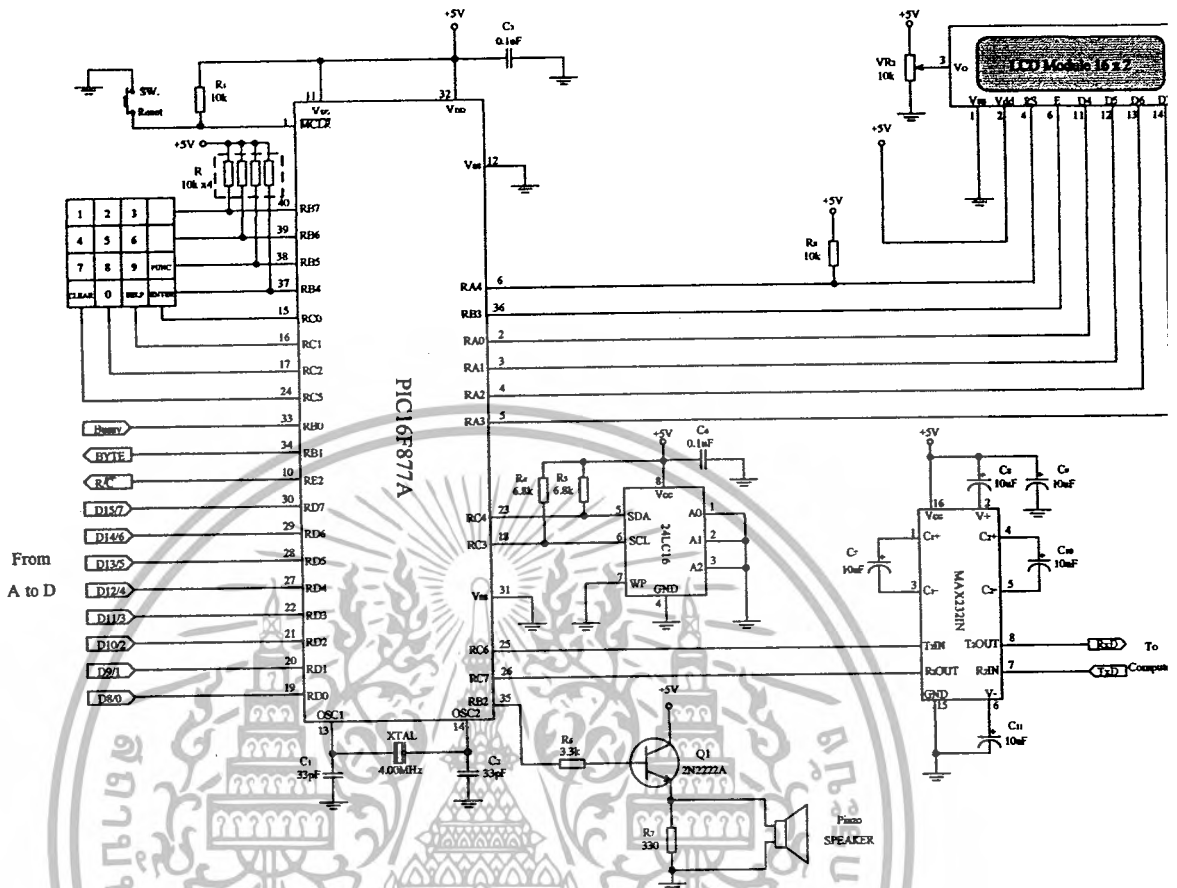 +5V
C3
0.1uF
+5V
VR2
10k
3
Vo
LCD Module 16 x 2
Vss
Vdd
RS
E
D4
D5
D6
1
2
4
6
11
12
13
14
SW.
Reset
R1
10k
11
32
VDD
1
MCLR
+5V
R
10k x4
Vss
12
1
2
3
4
5
6
7
8
9
FUNC
CLEAR
0
HELP
ENTER
40
RB7
39
RB6
38
RB5
37
RB4
15
RC0
16
RC1
17
RC2
24
RC5
+5V
R8
10k
RA4
6
RB3
36
RA0
2
RA1
3
RA2
4
RA3
5
PIC16F877A
Busy
33
RB0
BYTE
34
RB1
R/C
10
RE2
D15/7
30
RD7
D14/6
29
RD6
D13/5
28
RD5
D12/4
27
RD4
D11/3
22
RD3
D10/2
21
RD2
D9/1
20
RD1
D8/0
19
RD0
From
A to D
+5V
C4
0.1uF
R4
6.8k
R5
6.8k
8
Vcc
RC4
23
5
SDA
A0
1
RC3
18
6
SCL
A1
2
7
WP
A2
3
24LC16
GND
4
Vss
31
RC6
25
RC7
26
RB2
35
+5V
C8
10uF
C9
10uF
16
2
Vcc
V+
1
C1+
C2+
4
C7
10uF
C10
10uF
3
C1-
C2-
5
MAX232IN
TxIN
TxOUT
8
RxD
To
RxOUT
RxIN
7
TxD
Comput
GND
V-
15
6
C11
10uF
OSC1
OSC2
13
14
XTAL
4.00MHz
C1
33pF
C2
33pF
+5V
R6
3.3k
Q1
2N2222A
R7
330
Piezo
SPEAKER